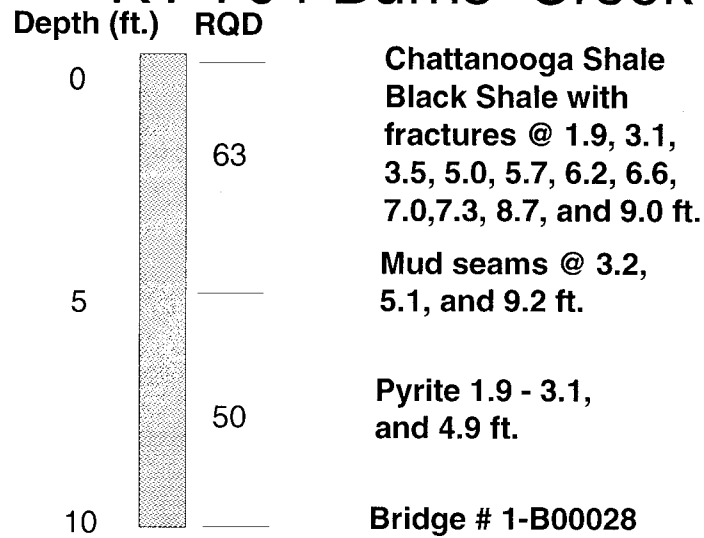 Depth (ft.) RQD
0
63
5
50
10
Chattanooga Shale
Black Shale with
fractures @ 1.9, 3.1,
3.5, 5.0, 5.7, 6.2, 6.6,
7.0,7.3, 8.7, and 9.0 ft.
Mud seams @ 3.2,
5.1, and 9.2 ft.
Pyrite 1.9 - 3.1,
and 4.9 ft.
Bridge # 1-B00028